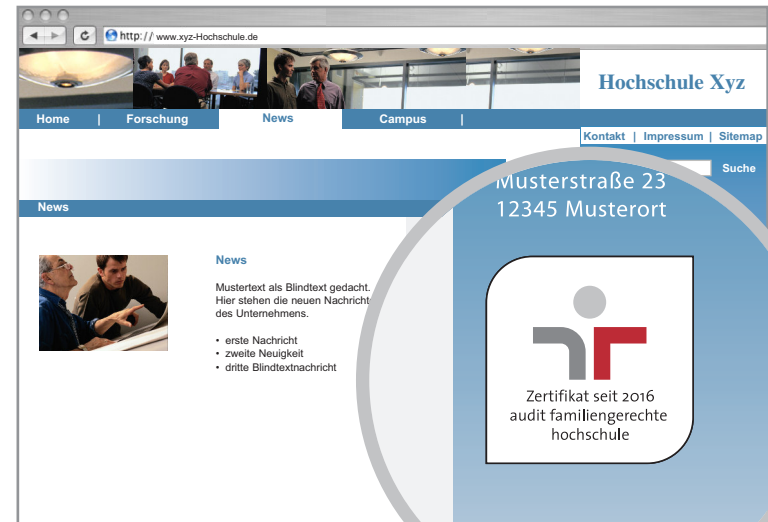 http:// www.xyz-Hochschule.de
Hochschule Xyz
Home | Forschung News Campus |
Kontakt | Impressum | Sitemap
Suche
News
Musterstraße 23
12345 Musterort
News
Mustertext als Blindtext gedacht.
Hier stehen die neuen
des Unternehmens.
• erste Nachricht
• zweite Neuigkeit
• dritte Blindtextnachricht
Zertifikat seit 2016
audit familiengerechte
hochschule